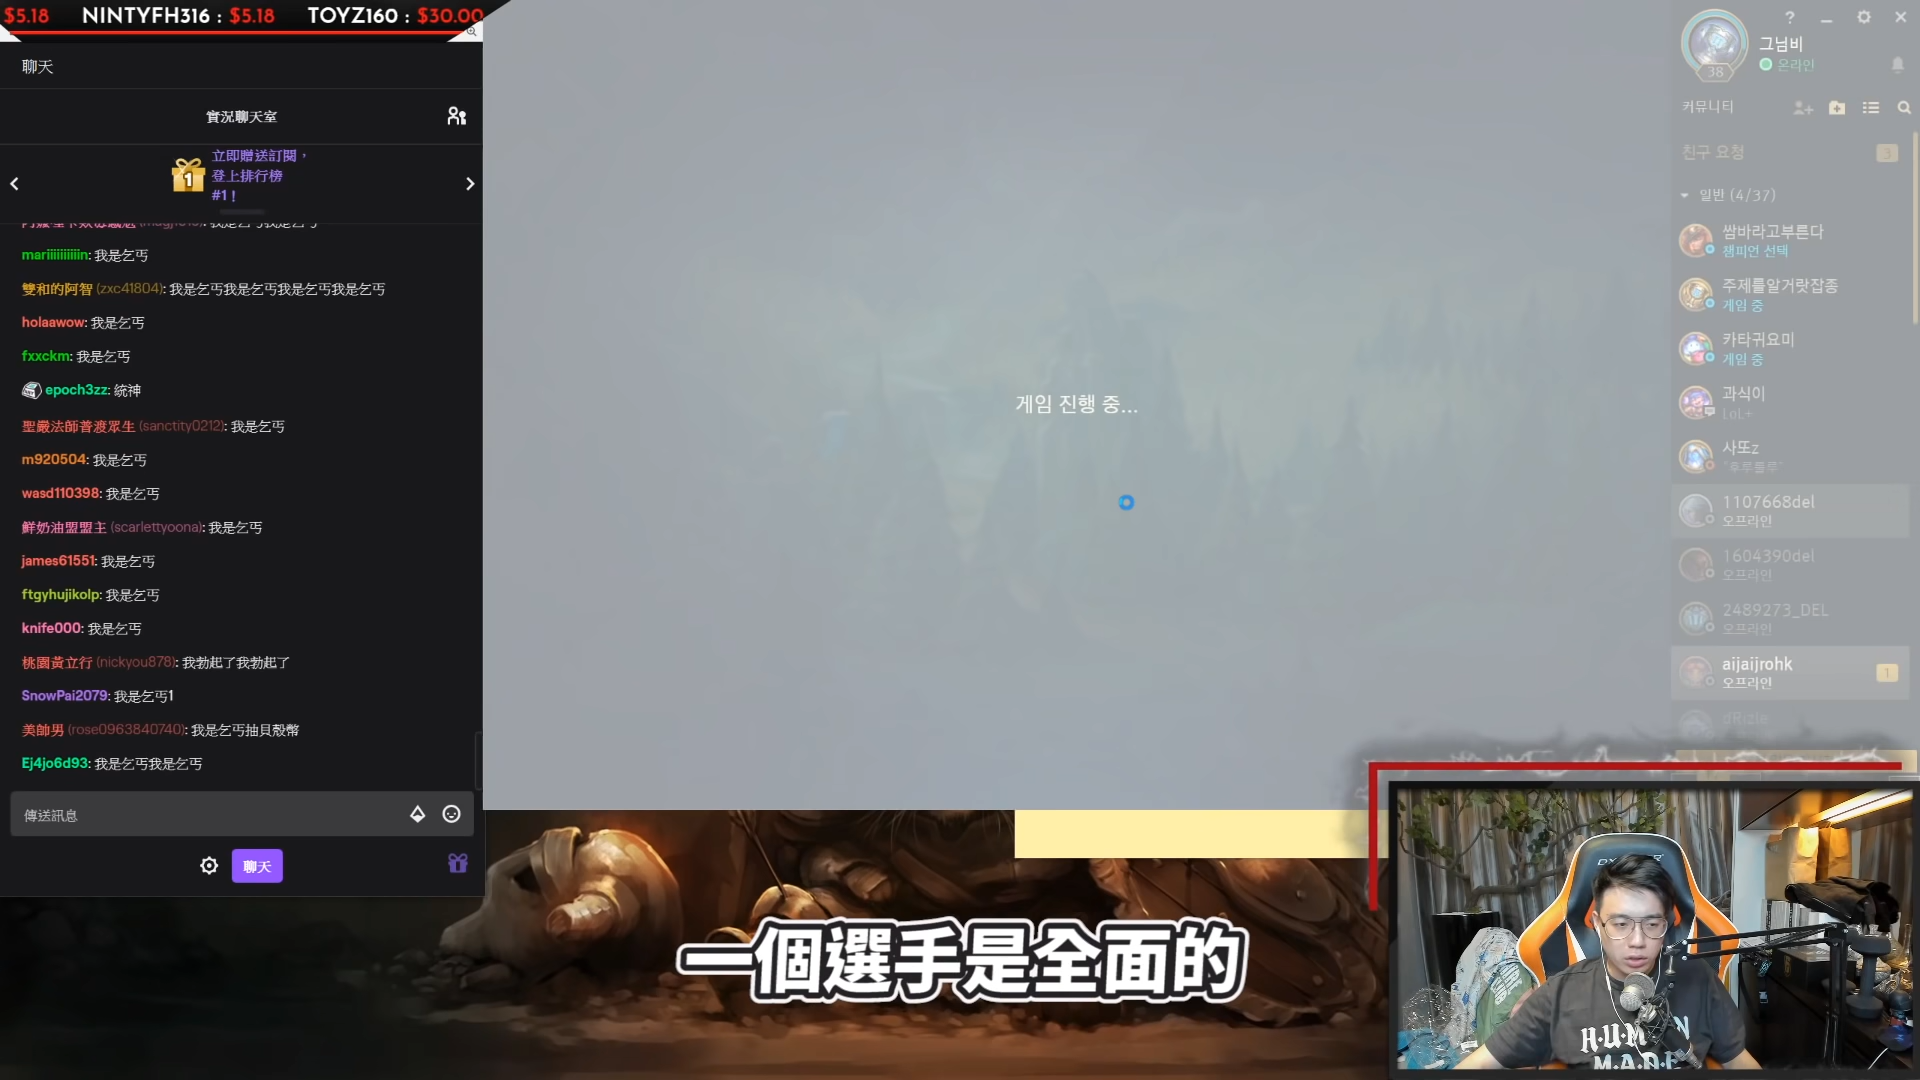 $5.18 NINTYFH316 : $5.18 TOYZ160 : $30.00
聊天
實況聊天室
1
立即贈送訂閱，
登上排行榜
#1！
mariiiiiiiiiin: 我是乞丐
雙和的阿智 (zxc41804): 我是乞丐我是乞丐我是乞丐我是乞丐
holaawow: 我是乞丐
fxxckm: 我是乞丐
epoch3zz: 統神
聖嚴法師普渡眾生 (sanctity0212): 我是乞丐
m920504: 我是乞丐
wasd110398: 我是乞丐
鮮奶油盟盟主 (scarlettyoona): 我是乞丐
james61551: 我是乞丐
ftgyhujikolp: 我是乞丐
knife000: 我是乞丐
桃園黃立行 (nickyou878): 我勃起了我勃起了
SnowPai2079: 我是乞丐1
美帥男 (rose0963840740): 我是乞丐抽貝殼幣
Ej4jo6d93: 我是乞丐我是乞丐
傳送訊息
聊天
게임 진행 중...
38
그님비
온라인
커뮤니티
친구 요청 3
일반 (4/37)
쌈바라고부른다
챔피언 선택
주제를알거랏잡종
게임 중
카타귀요미
게임 중
과식이
LoL+
사또z
"후루룰루"
1107668del
오프라인
1604390del
오프라인
2489273_DEL
오프라인
aijaijrohk 1
오프라인
dRizle
一個選手是全面的
HUMAN
MADE